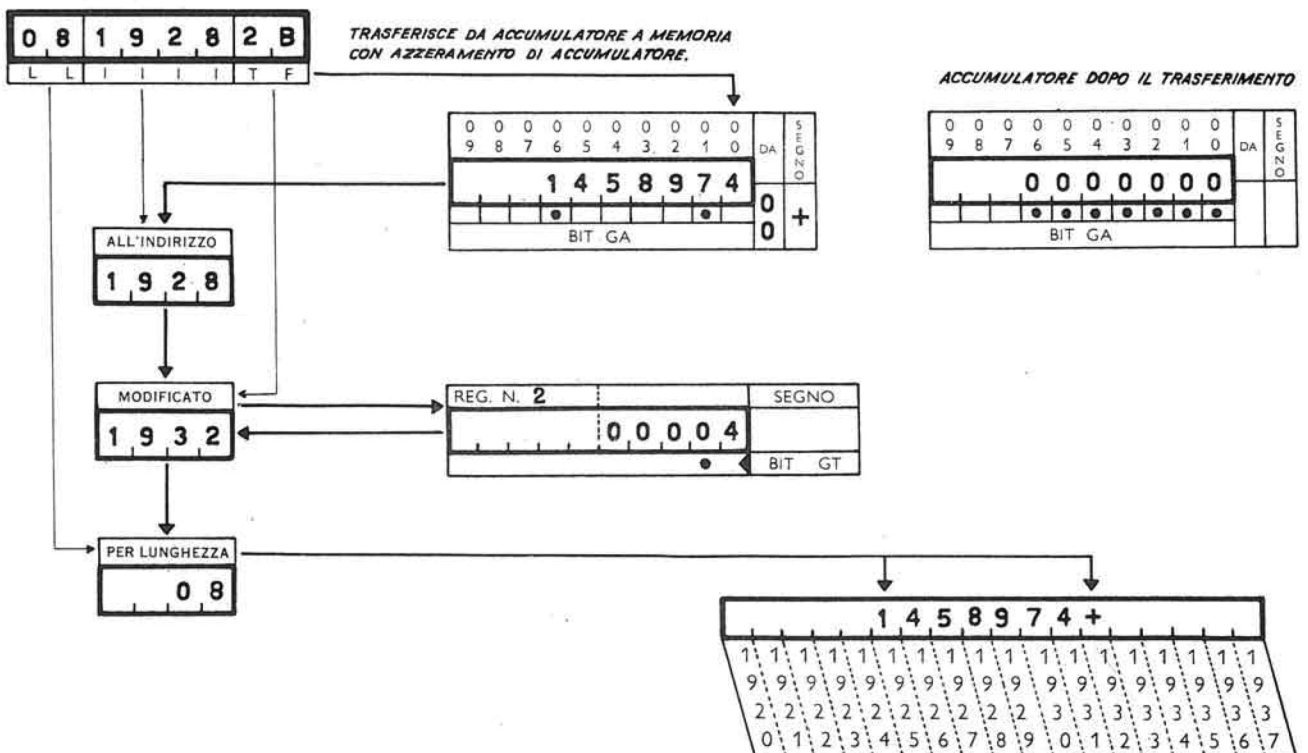 0 8 1 9 2 8 2 B
L L I I I I T F
TRASFERISCE DA ACCUMULATORE A MEMORIA
CON AZZERAMENTO DI ACCUMULATORE.
ACCUMULATORE DOPO IL TRASFERIMENTO
0 0 0 0 0 0 0 0 0 0
9 8 7 6 5 4 3 2 1 0
DA
SEGNO
1 4 5 8 9 7 4
0 0
+
BIT GA
0 0 0 0 0 0 0 0 0 0
9 8 7 6 5 4 3 2 1 0
DA
SEGNO
0 0 0 0 0 0 0
BIT GA
ALL'INDIRIZZO
1 9 2 8
MODIFICATO
1 9 3 2
REG. N. 2
SEGNO
0 0 0 0 4
BIT GT
PER LUNGHEZZA
0 8
1 4 5 8 9 7 4 +
1 1 1 1 1 1 1 1 1 1 1 1 1 1 1 1 1 1
9 9 9 9 9 9 9 9 9 9 9 9 9 9 9 9 9 9
2 2 2 2 2 2 2 2 2 2 3 3 3 3 3 3 3 3
0 1 2 3 4 5 6 7 8 9 0 1 2 3 4 5 6 7